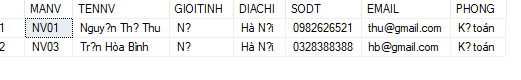 MANV TENNV GIOITINH DIACHI SODT EMAIL PHONG
1 NV01 Nguy?n Th? Thu N? Hà N?i 0982626521 thu@gmail.com K? toán
2 NV03 Tr?n Hòa Bình N? Hà N?i 0328388388 hb@gmail.com K? toán